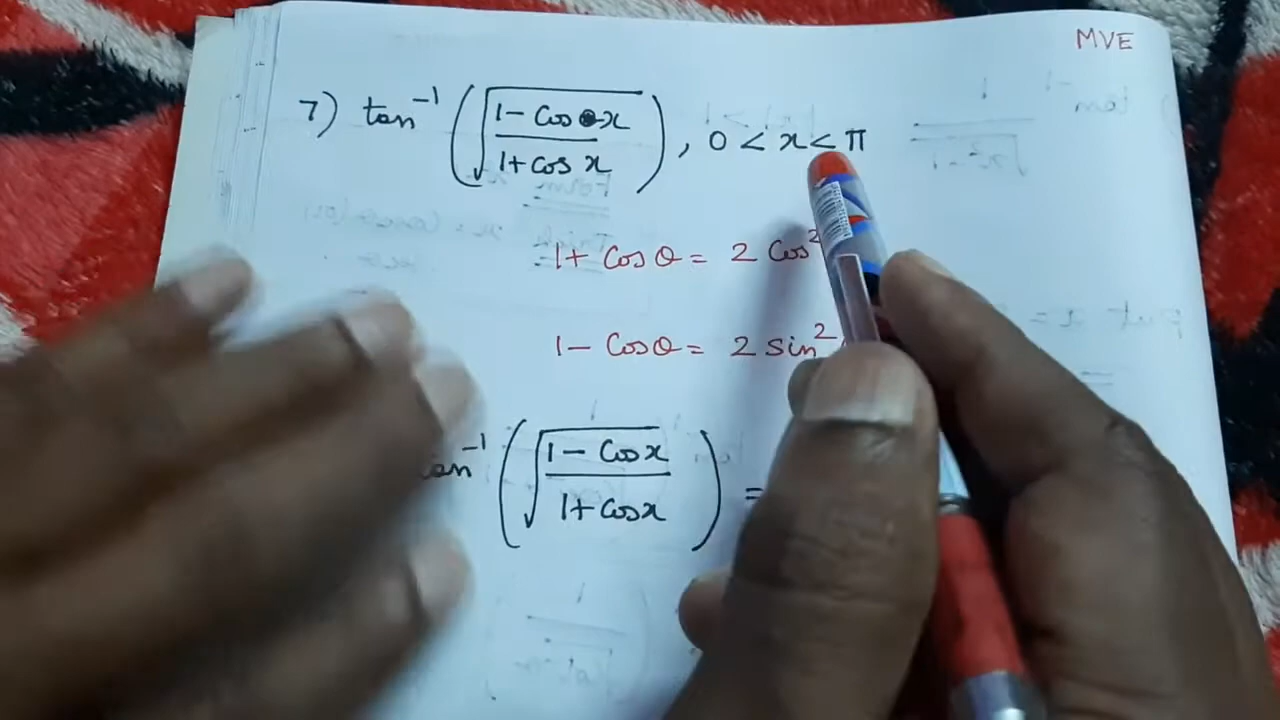 MVE
7) tan⁻¹ (√((1 - Cos x)/(1 + cos x))), 0 < x < π
1 + Cos θ = 2 Cos²
1 - Cos θ = 2 sin²
tan⁻¹ (√((1 - Cos x)/(1 + Cos x))) =